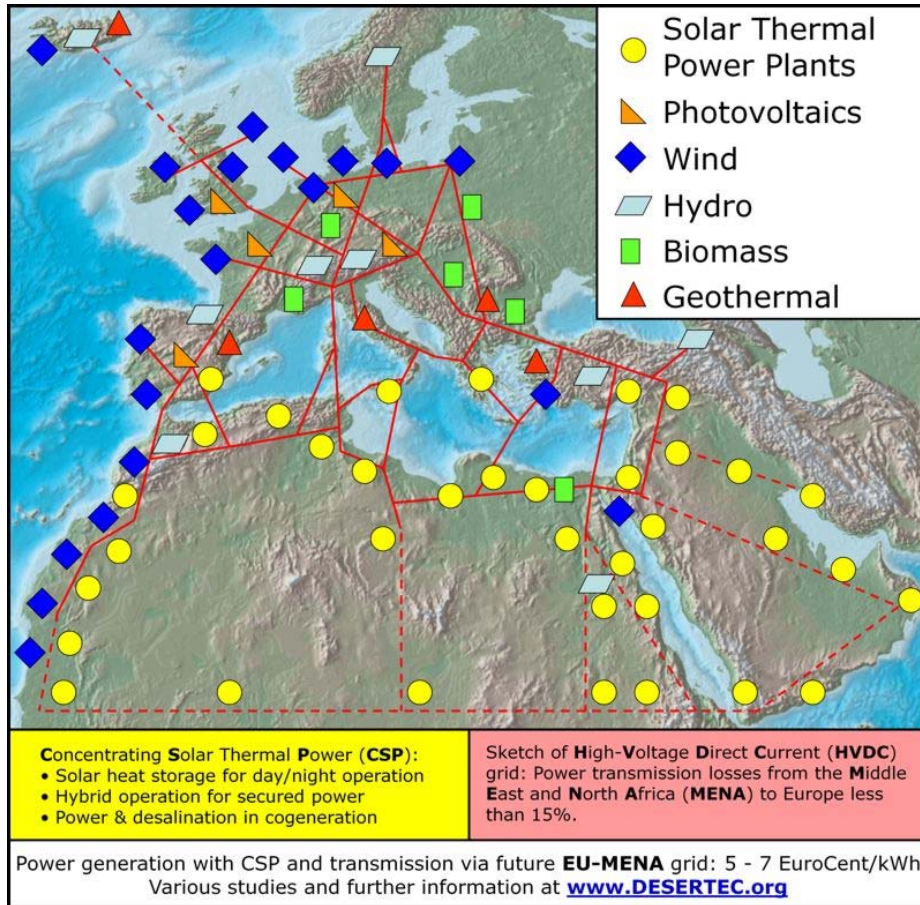 Solar Thermal
Power Plants
Photovoltaics
Wind
Hydro
Biomass
Geothermal
Concentrating Solar Thermal Power (CSP):
• Solar heat storage for day/night operation
• Hybrid operation for secured power
• Power & desalination in cogeneration
Sketch of High-Voltage Direct Current (HVDC)
grid: Power transmission losses from the Middle
East and North Africa (MENA) to Europe less
than 15%.
Power generation with CSP and transmission via future EU-MENA grid: 5 - 7 EuroCent/kWh
Various studies and further information at www.DESERTEC.org